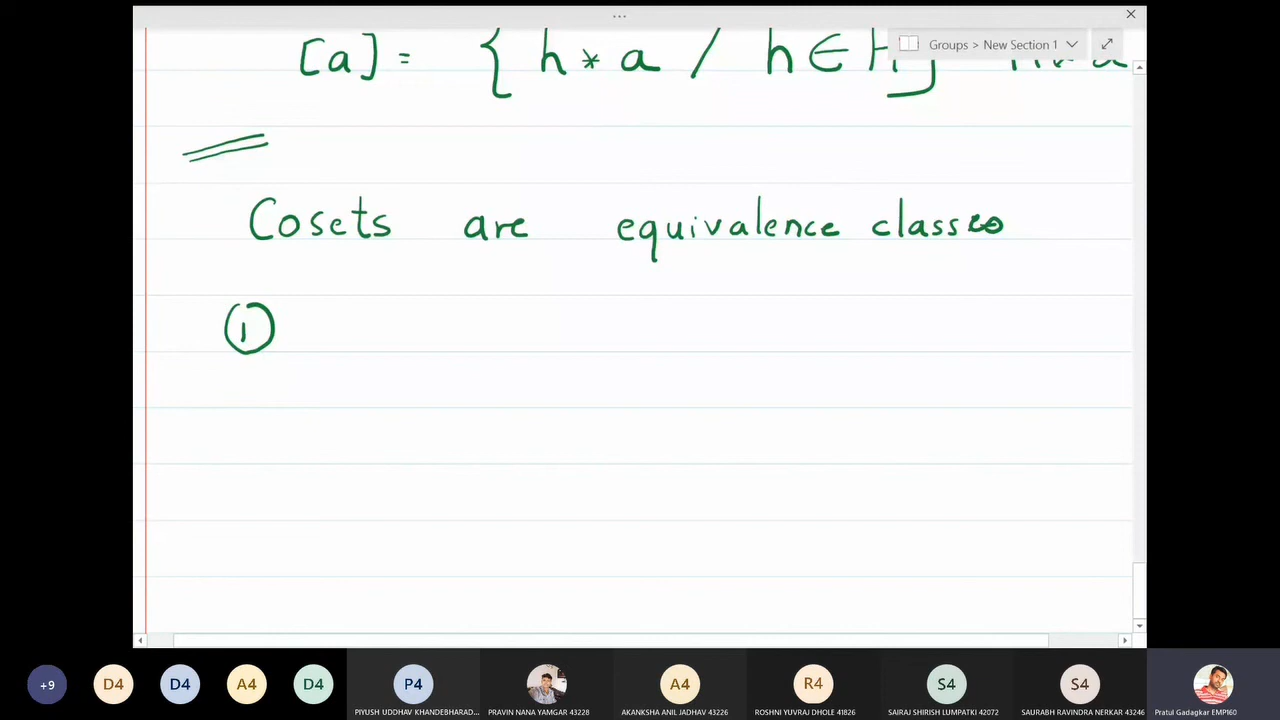 Groups > New Section 1
[a] = { h * a / h ∈ H }
Cosets are equivalence classes
1
+9
D4
D4
A4
D4
P4
A4
R4
S4
S4
PIYUSH UDDHAV KHANDEBHARAD...
PRAVIN NANA YAMGAR 43228
AKANKSHA ANIL JADHAV 43226
ROSHNI YUVRAJ DHOLE 41826
SAIRAJ SHIRISH LUMPATKI 42072
SAURABH RAVINDRA NERKAR 43246
Pratul Gadagkar EMP160